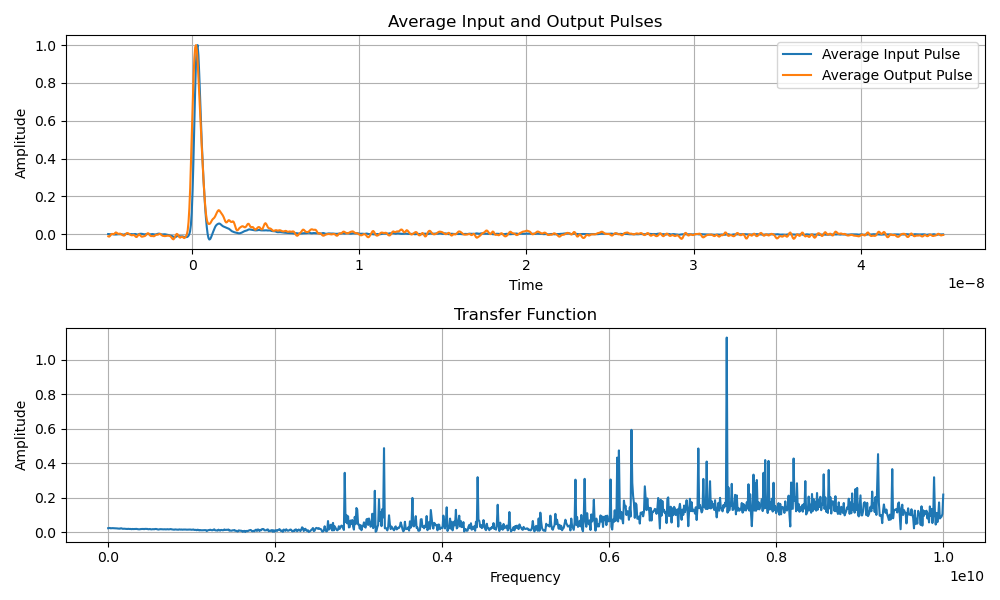 Average Input and Output Pulses
Amplitude
1.0
0.8
0.6
0.4
0.2
0.0
Average Input Pulse
Average Output Pulse
0 1 2 3 4
1e−8
Time
Transfer Function
Amplitude
1.0
0.8
0.6
0.4
0.2
0.0
0.0 0.2 0.4 0.6 0.8 1.0
1e10
Frequency